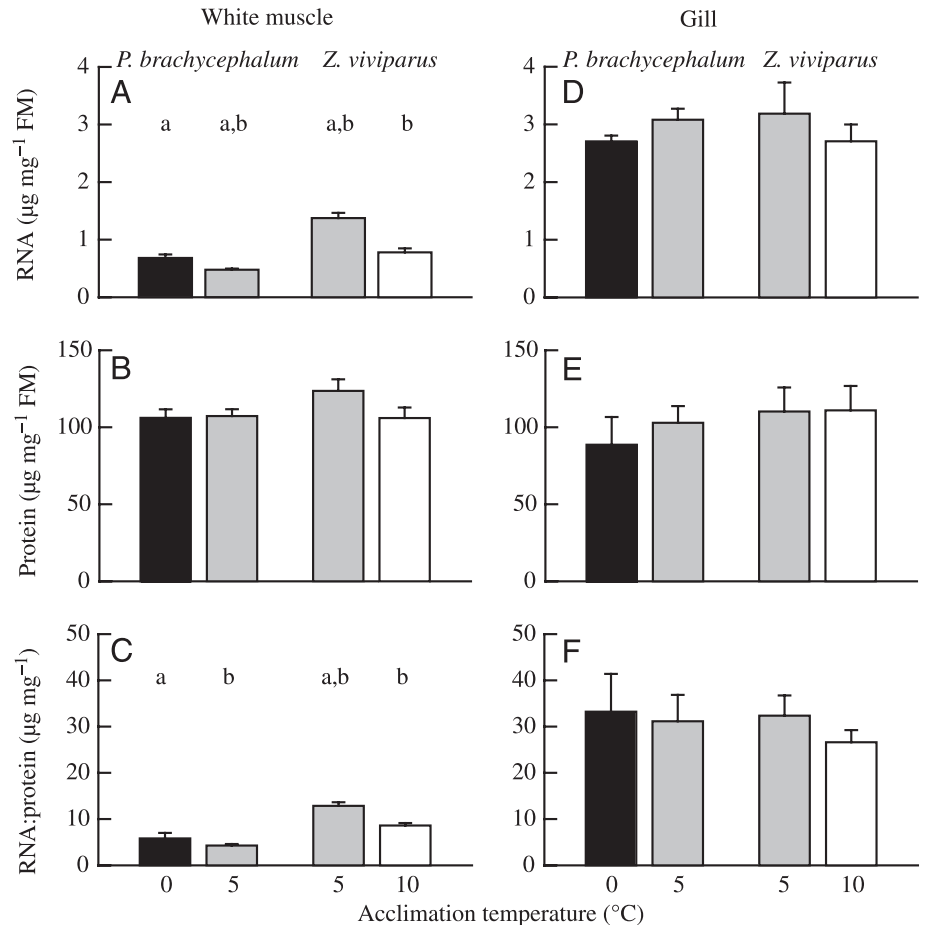 White muscle
Gill
P. brachycephalum Z. viviparus
P. brachycephalum Z. viviparus
RNA (µg mg−1 FM)
4
3
2
1
0
A
a a,b a,b b
4
3
2
1
0
D
Protein (µg mg−1 FM)
150
100
50
0
B
150
100
50
0
E
RNA:protein (µg mg−1)
50
40
30
20
10
0
C
a b a,b b
0 5 5 10
50
40
30
20
10
0
F
0 5 5 10
Acclimation temperature (°C)